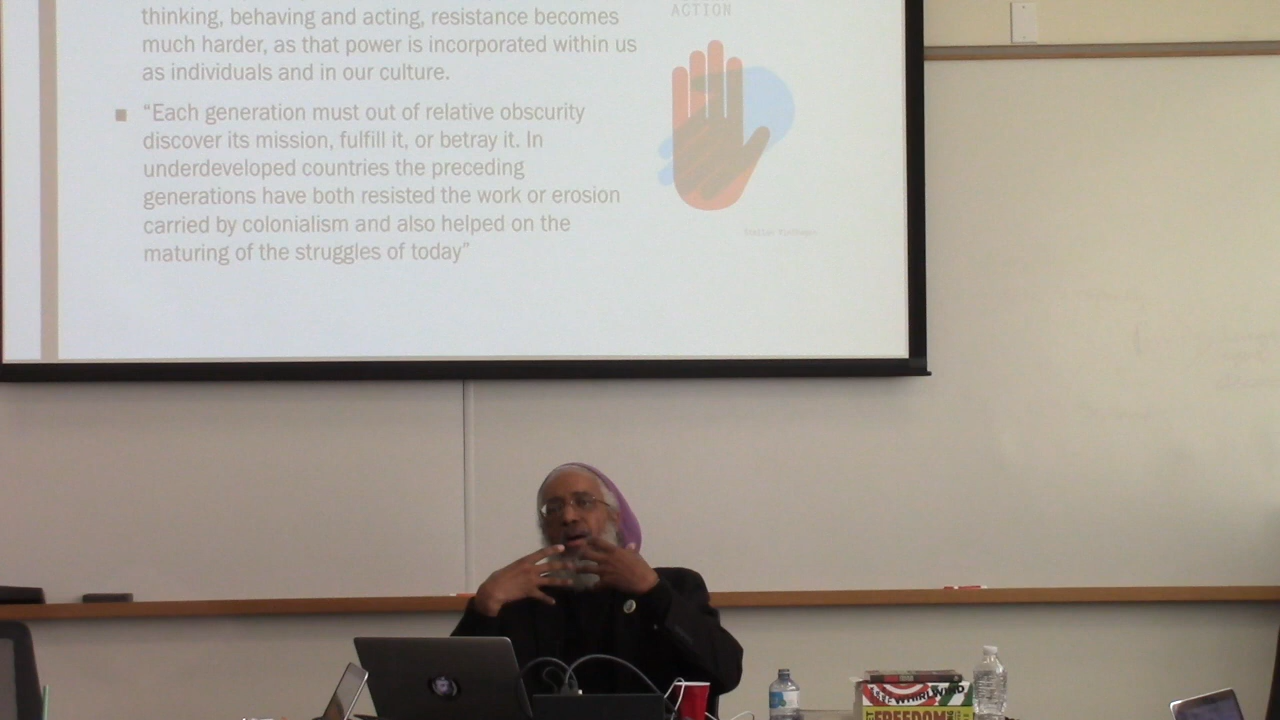 thinking, behaving and acting, resistance becomes
much harder, as that power is incorporated within us
as individuals and in our culture.
“Each generation must out of relative obscurity
discover its mission, fulfill it, or betray it. In
underdeveloped countries the preceding
generations have both resisted the work or erosion
carried by colonialism and also helped on the
maturing of the struggles of today”
ACTION
WHIRLWIND
FREEDOM